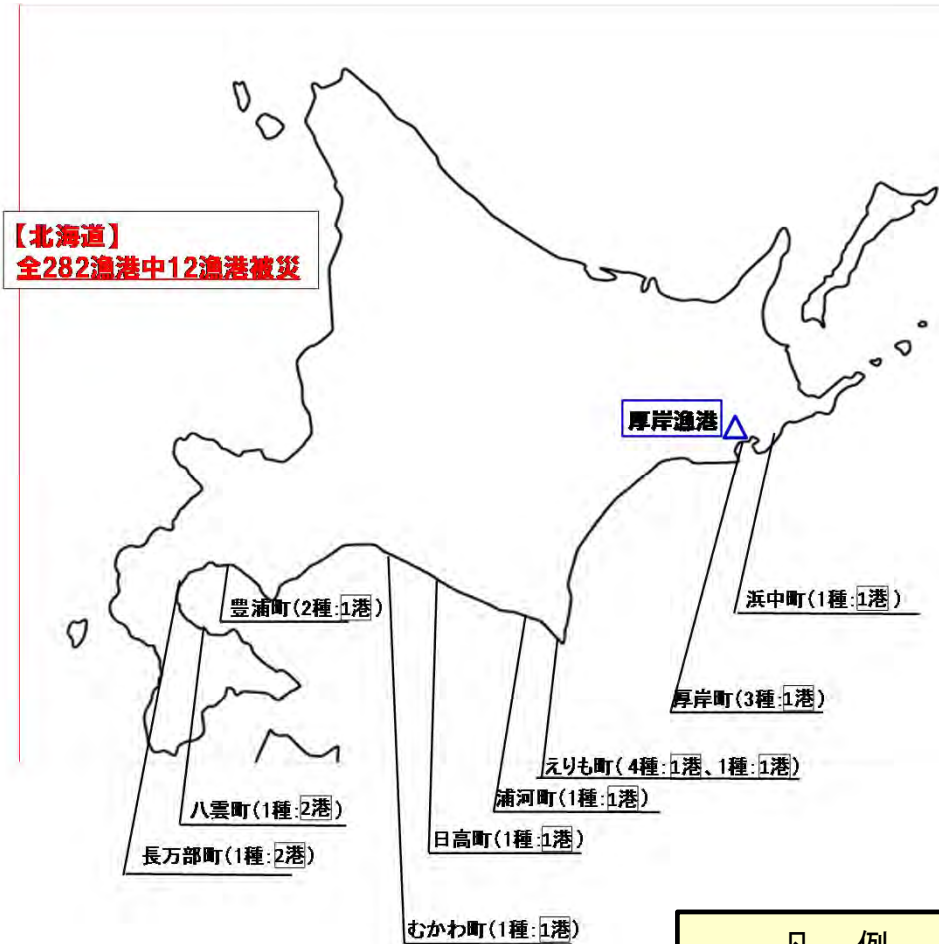 【北海道】
全282漁港中12漁港被災
厚岸漁港
豊浦町(2種:1港)
浜中町(1種:1港)
厚岸町(3種:1港)
えりも町(4種:1港、1種:1港)
浦河町(1種:1港)
八雲町(1種:2港)
日高町(1種:1港)
長万部町(1種:2港)
むかわ町(1種:1港)
凡 例